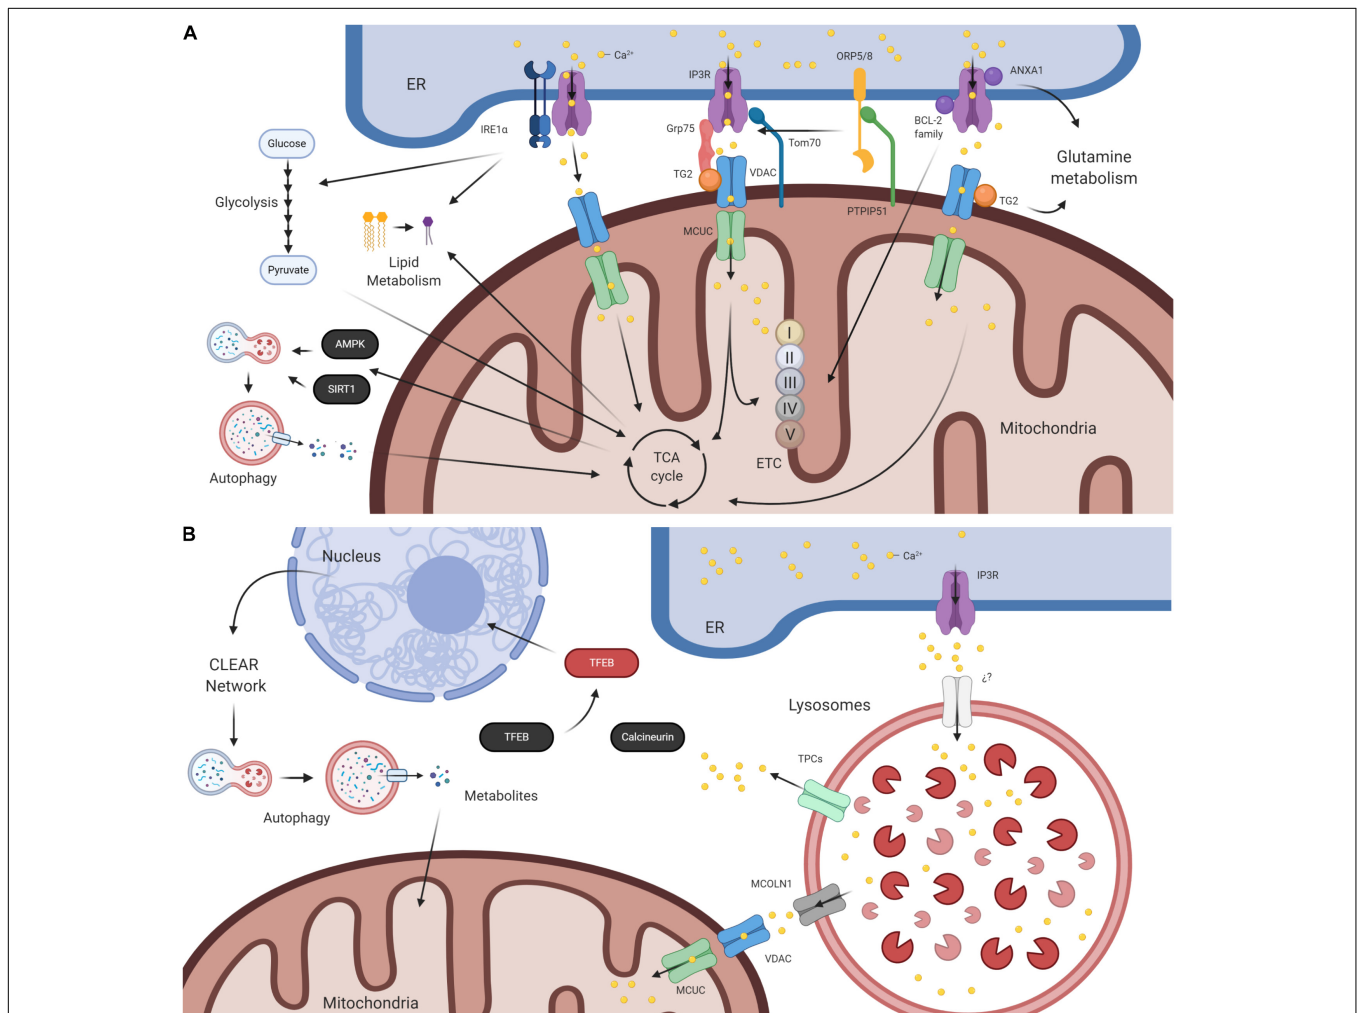 A
ER
Ca²⁺
IP3R
ORP5/8
ANXA1
IRE1α
Grp75
Tom70
BCL-2
family
Glucose
Glutamine
metabolism
TG2
VDAC
TG2
Glycolysis
PTPIP51
MCUC
Lipid
Metabolism
Pyruvate
AMPK
SIRT1
I
II
III
IV
V
ETC
Mitochondria
TCA
cycle
Autophagy
B
Nucleus
Ca²⁺
IP3R
ER
CLEAR
Network
TFEB
¿?
Lysosomes
TFEB
Calcineurin
TPCs
Metabolites
Autophagy
MCOLN1
VDAC
MCUC
Mitochondria